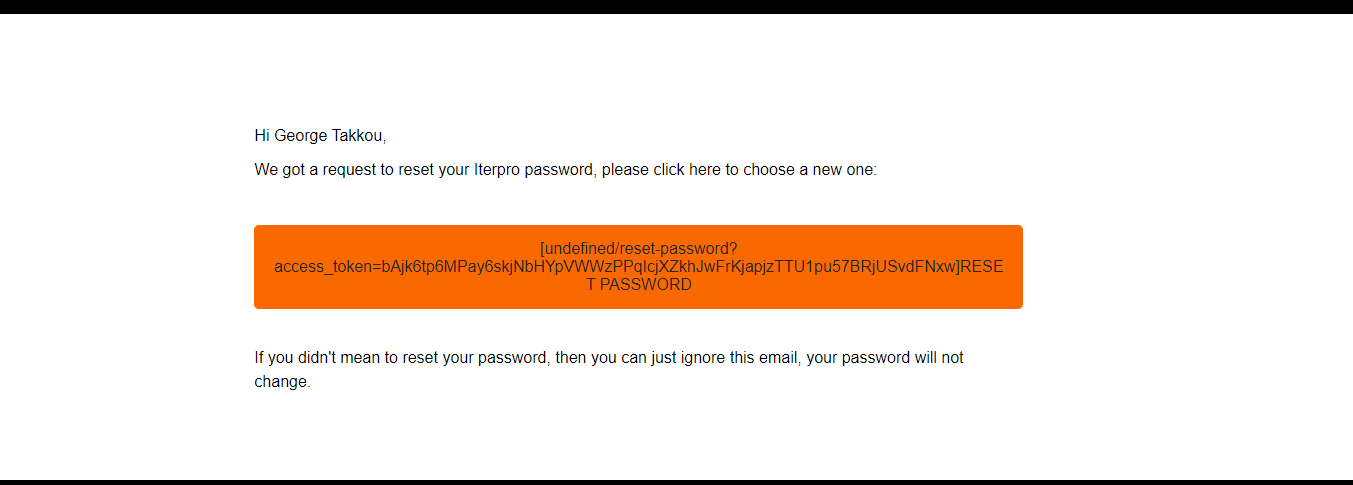 Hi George Takkou,
We got a request to reset your Iterpro password, please click here to choose a new one:
[undefined/reset-password?
access_token=bAjk6tp6MPay6skjNbHYpVWWzPPqIcjXZkhJwFrKjapjzTTU1pu57BRjUSvdFNxw]RESE
T PASSWORD
If you didn't mean to reset your password, then you can just ignore this email, your password will not
change.